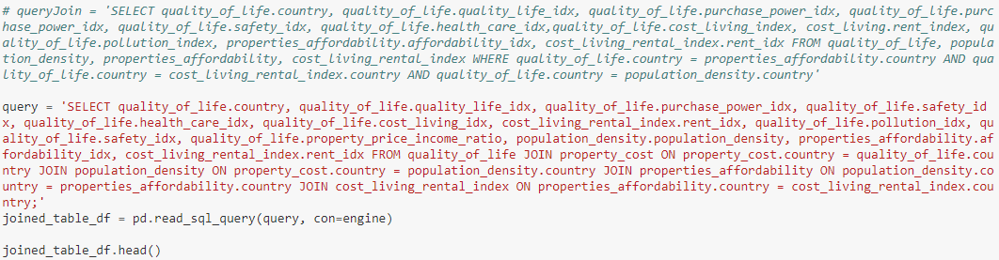 # queryJoin = 'SELECT quality_of_life.country, quality_of_life.quality_life_idx, quality_of_life.purchase_power_idx, quality_of_life.purc
hase_power_idx, quality_of_life.safety_idx, quality_of_life.health_care_idx,quality_of_life.cost_living_index, cost_living.rent_index, qu
ality_of_life.pollution_index, properties_affordability.affordability_idx, cost_living_rental_index.rent_idx FROM quality_of_life, popula
tion_density, properties_affordability, cost_living_rental_index WHERE quality_of_life.country = properties_affordability.country AND qua
lity_of_life.country = cost_living_rental_index.country AND quality_of_life.country = population_density.country'
query = 'SELECT quality_of_life.country, quality_of_life.quality_life_idx, quality_of_life.purchase_power_idx, quality_of_life.safety_id
x, quality_of_life.health_care_idx, quality_of_life.cost_living_idx, cost_living_rental_index.rent_idx, quality_of_life.pollution_idx, qu
ality_of_life.safety_idx, quality_of_life.property_price_income_ratio, population_density.population_density, properties_affordability.af
fordability_idx, cost_living_rental_index.rent_idx FROM quality_of_life JOIN property_cost ON property_cost.country = quality_of_life.cou
ntry JOIN population_density ON property_cost.country = population_density.country JOIN properties_affordability ON population_density.co
untry = properties_affordability.country JOIN cost_living_rental_index ON properties_affordability.country = cost_living_rental_index.cou
ntry;'
joined_table_df = pd.read_sql_query(query, con=engine)
joined_table_df.head()